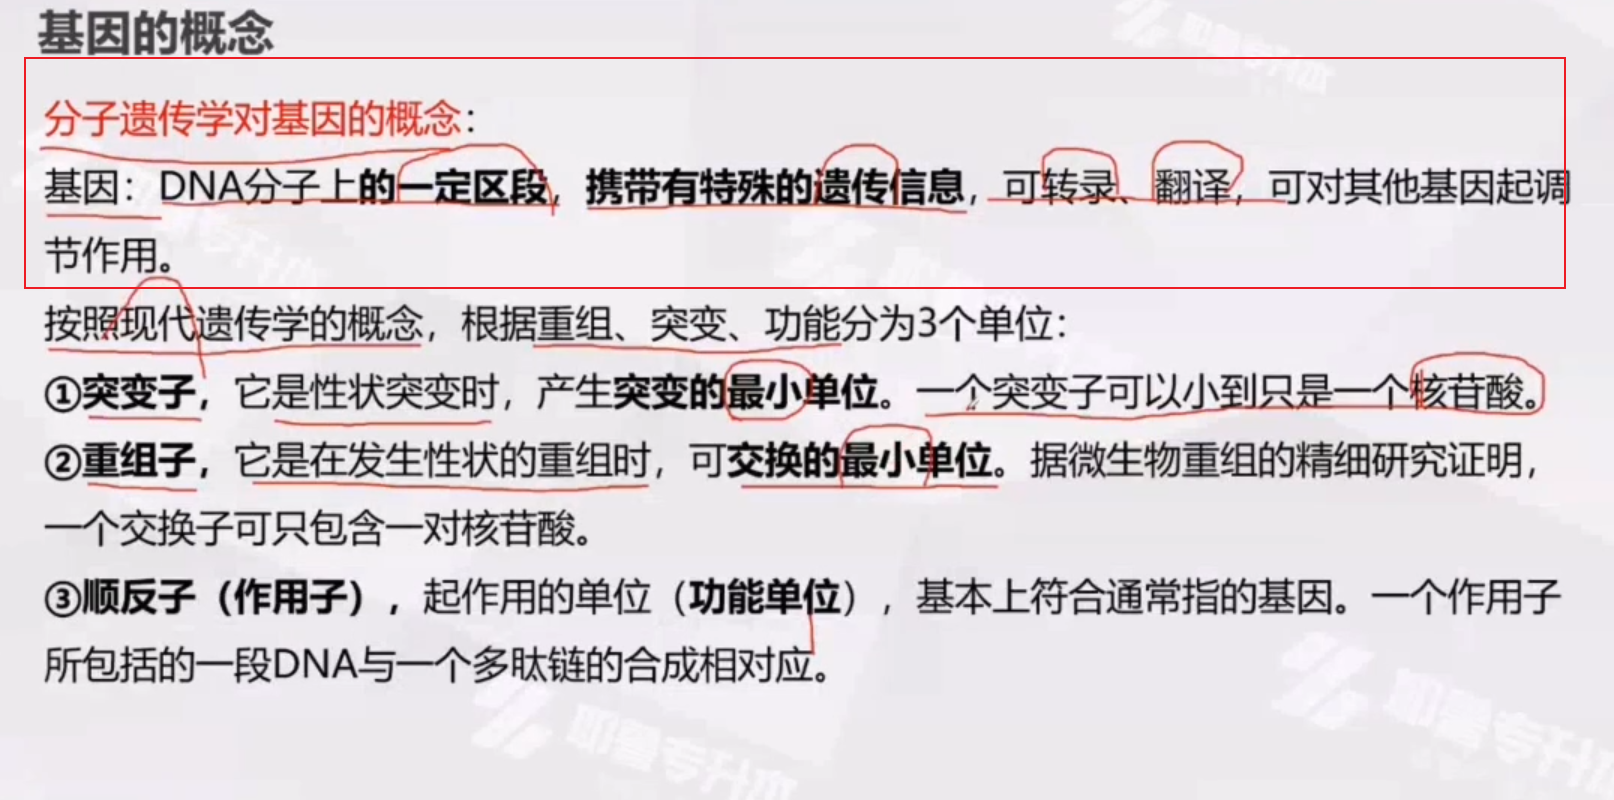 基因的概念
分子遗传学对基因的概念：
基因：DNA分子上的一定区段，携带有特殊的遗传信息，可转录、翻译，可对其他基因起调
节作用。
按照现代遗传学的概念，根据重组、突变、功能分为3个单位：
①突变子，它是性状突变时，产生突变的最小单位。一个突变子可以小到只是一个核苷酸。
②重组子，它是在发生性状的重组时，可交换的最小单位。据微生物重组的精细研究证明，
一个交换子可只包含一对核苷酸。
③顺反子（作用子），起作用的单位（功能单位），基本上符合通常指的基因。一个作用子
所包括的一段DNA与一个多肽链的合成相对应。